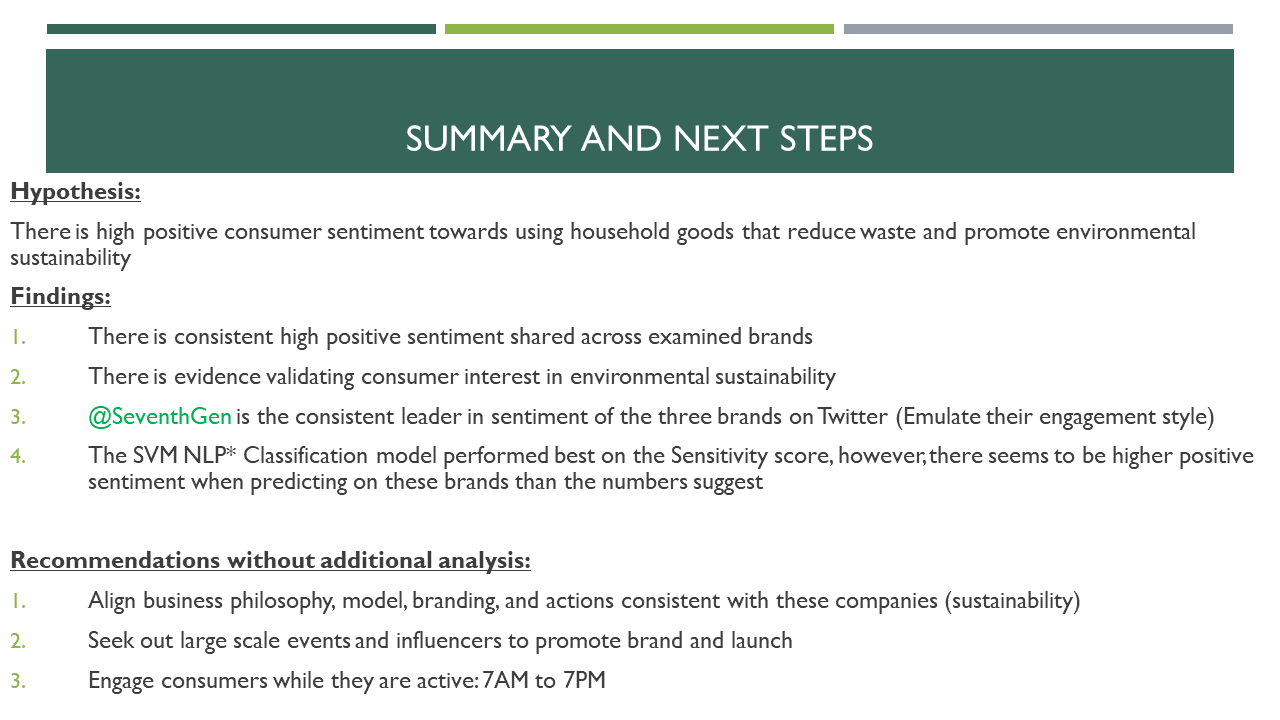 SUMMARY AND NEXT STEPS
Hypothesis:
There is high positive consumer sentiment towards using household goods that reduce waste and promote environmental
sustainability
Findings:
1. There is consistent high positive sentiment shared across examined brands
2. There is evidence validating consumer interest in environmental sustainability
3. @SeventhGen is the consistent leader in sentiment of the three brands on Twitter (Emulate their engagement style)
4. The SVM NLP* Classification model performed best on the Sensitivity score, however, there seems to be higher positive
sentiment when predicting on these brands than the numbers suggest
Recommendations without additional analysis:
1. Align business philosophy, model, branding, and actions consistent with these companies (sustainability)
2. Seek out large scale events and influencers to promote brand and launch
3. Engage consumers while they are active: 7AM to 7PM